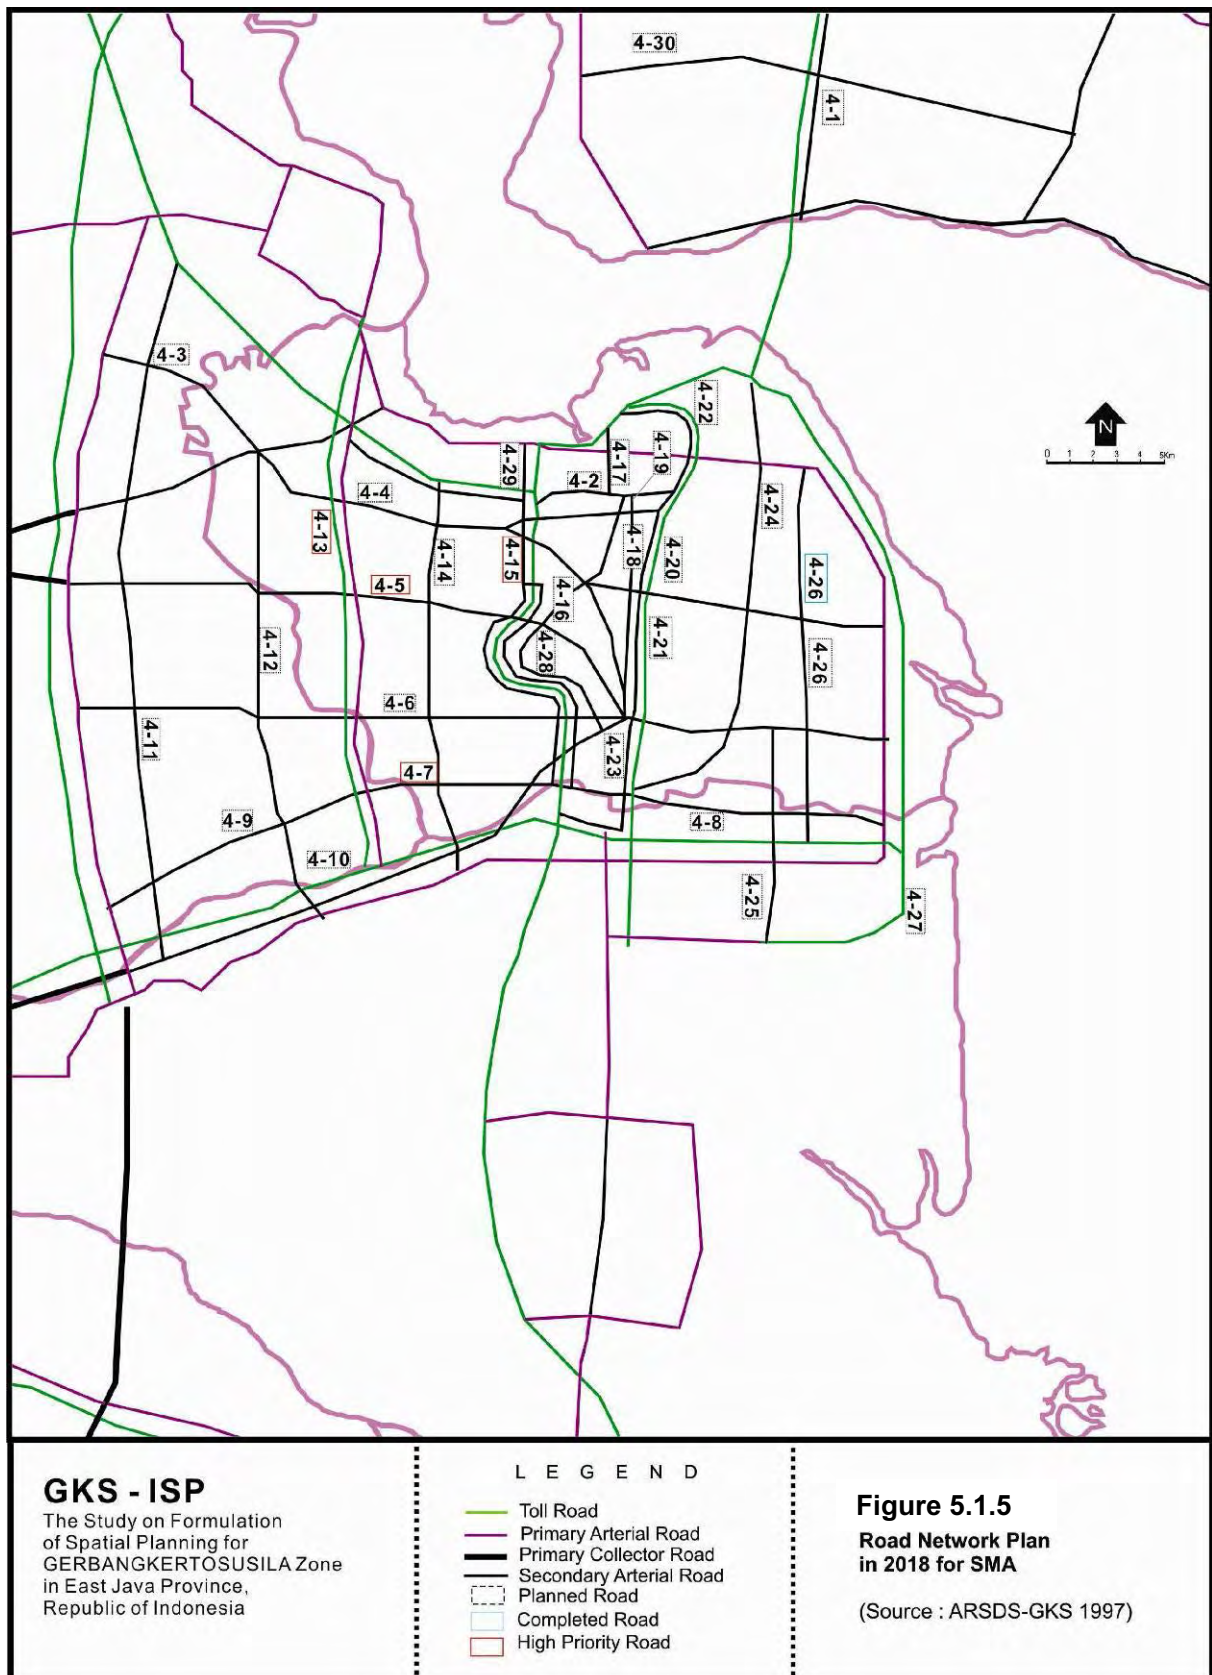 4-30
4-1
4-3
4-22
4-29
4-17
4-19
4-2
4-4
4-24
4-13
4-15
4-14
4-18
4-20
4-5
4-16
4-26
4-12
4-28
4-21
4-26
4-6
4-11
4-23
4-7
4-9
4-8
4-10
4-25
4-27
N
0 1 2 3 4 5Km
GKS - ISP
The Study on Formulation
of Spatial Planning for
GERBANGKERTOSUSILA Zone
in East Java Province,
Republic of Indonesia
L E G E N D
Toll Road
Primary Arterial Road
Primary Collector Road
Secondary Arterial Road
Planned Road
Completed Road
High Priority Road
Figure 5.1.5
Road Network Plan
in 2018 for SMA
(Source : ARSDS-GKS 1997)